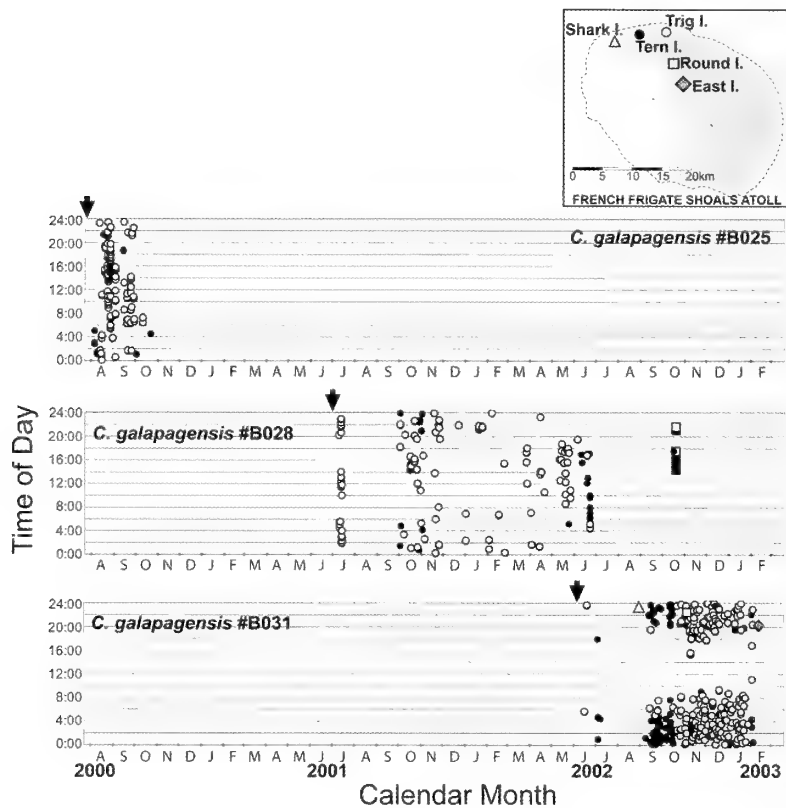 Shark I.
Trig I.
Tern I.
Round I.
East I.
0 5 10 15 20km
FRENCH FRIGATE SHOALS ATOLL
C. galapagensis #B025
24:00
20:00
16:00
12:00
8:00
4:00
0:00
A S O N D J F M A M J J A S O N D J F M A M J J A S O N D J F
C. galapagensis #B028
24:00
20:00
16:00
12:00
8:00
4:00
0:00
A S O N D J F M A M J J A S O N D J F M A M J J A S O N D J F
C. galapagensis #B031
24:00
20:00
16:00
12:00
8:00
4:00
0:00
A S O N D J F M A M J J A S O N D J F M A M J J A S O N D J F
2000 2001 2002 2003
Time of Day
Calendar Month